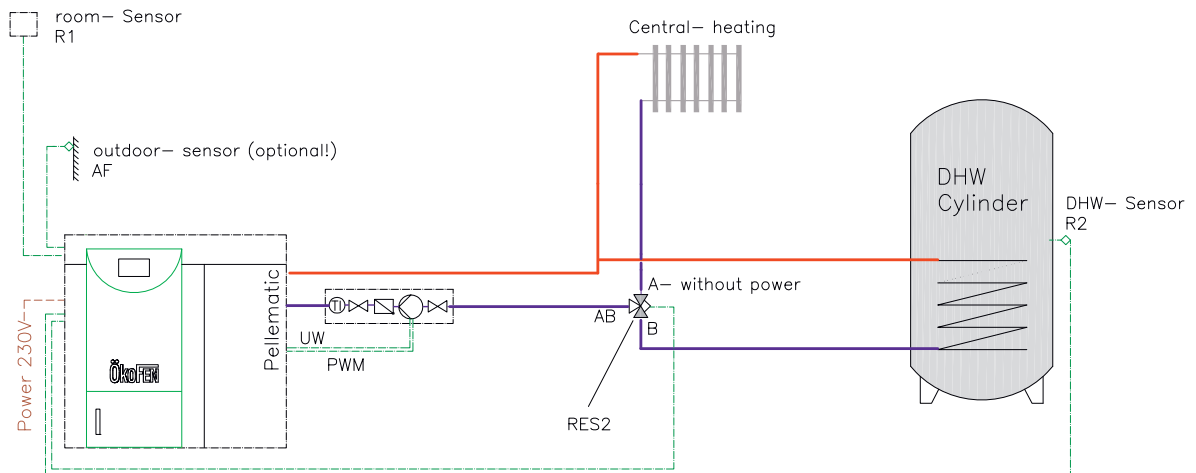 room- Sensor
R1
Central- heating
outdoor- sensor (optional!)
AF
DHW
Cylinder
DHW- Sensor
R2
Pellematic
A- without power
TI
AB
B
UW
PWM
Power 230V
ÖkoFEN
RES2